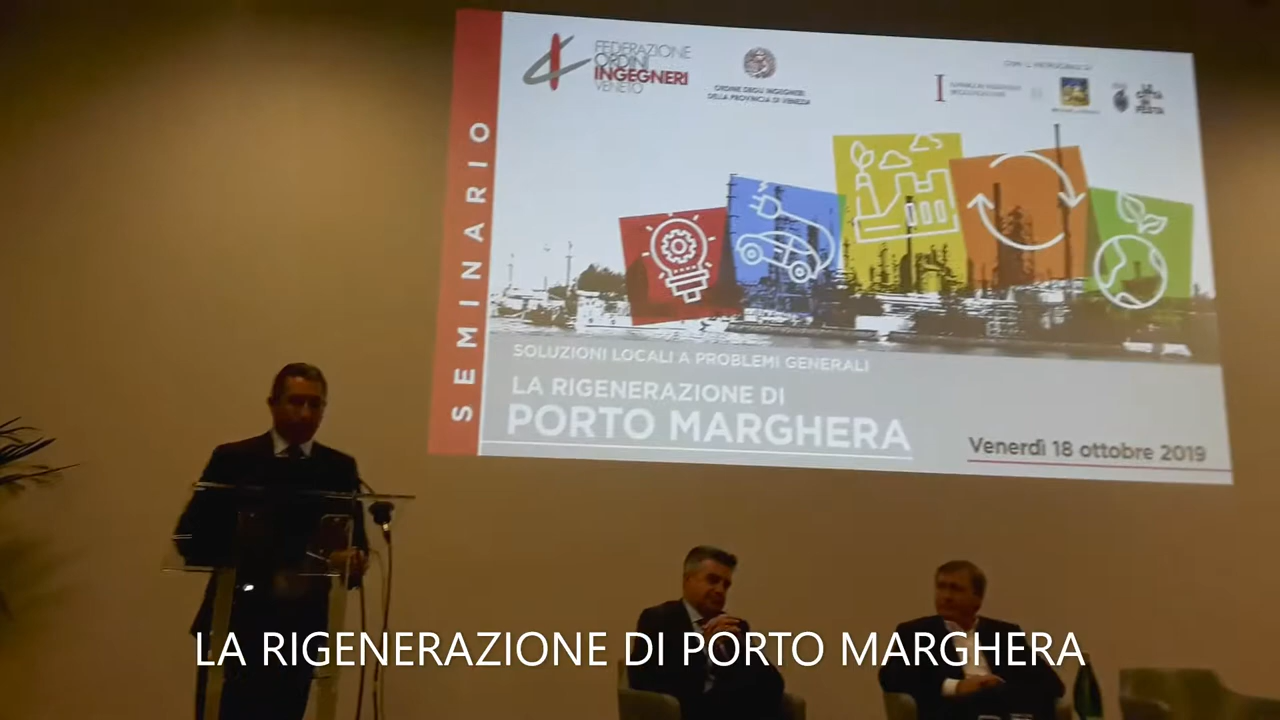 SEMINARIO
FEDERAZIONE
ORDINI
INGEGNERI
VENETO
ORDINE DEGLI INGEGNERI
DELLA PROVINCIA DI VENEZIA
FESTA
SOLUZIONI LOCALI A PROBLEMI GENERALI
LA RIGENERAZIONE DI
PORTO MARGHERA
Venerdì 18 ottobre 2019
LA RIGENERAZIONE DI PORTO MARGHERA